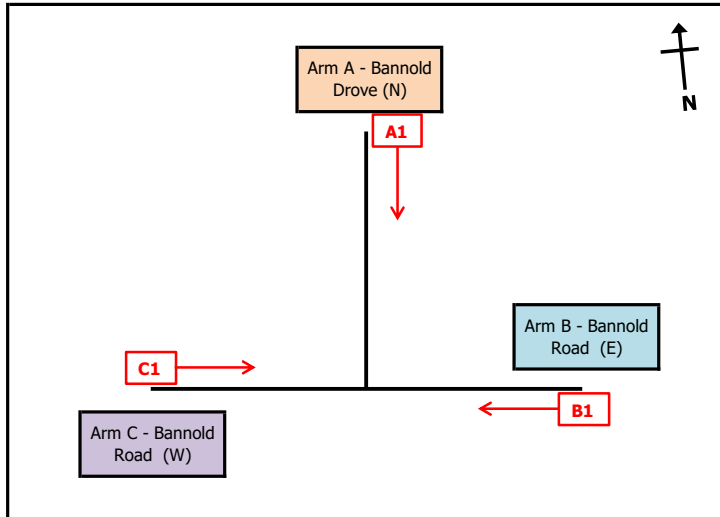 Arm A - Bannold
Drove (N)
A1
N
Arm B - Bannold
Road (E)
C1
B1
Arm C - Bannold
Road (W)